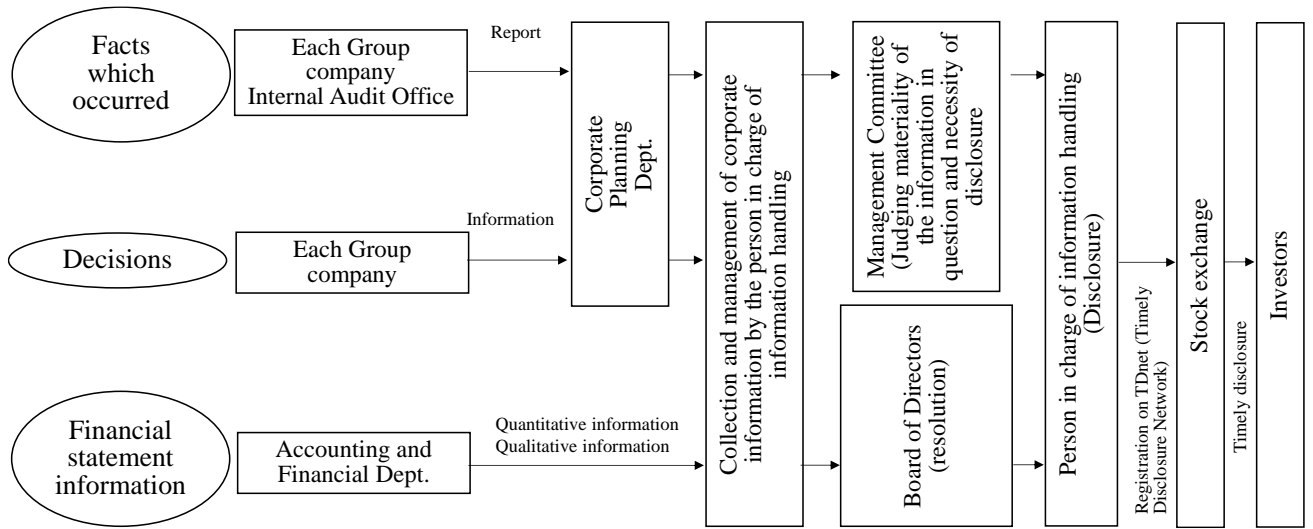 Facts
which
occurred
Each Group
company
Internal Audit Office
Report
Decisions
Each Group
company
Information
Corporate
Planning
Dept.
Financial
statement
information
Accounting and
Financial Dept.
Quantitative information
Qualitative information
Collection and management of corporate
information by the person in charge of
information handling
Management Committee
(Judging materiality of
the information in
question and necessity of
disclosure
Board of Directors
(resolution)
Person in charge of information handling
(Disclosure)
Registration on TDnet (Timely
Disclosure Network)
Stock exchange
Timely disclosure
Investors